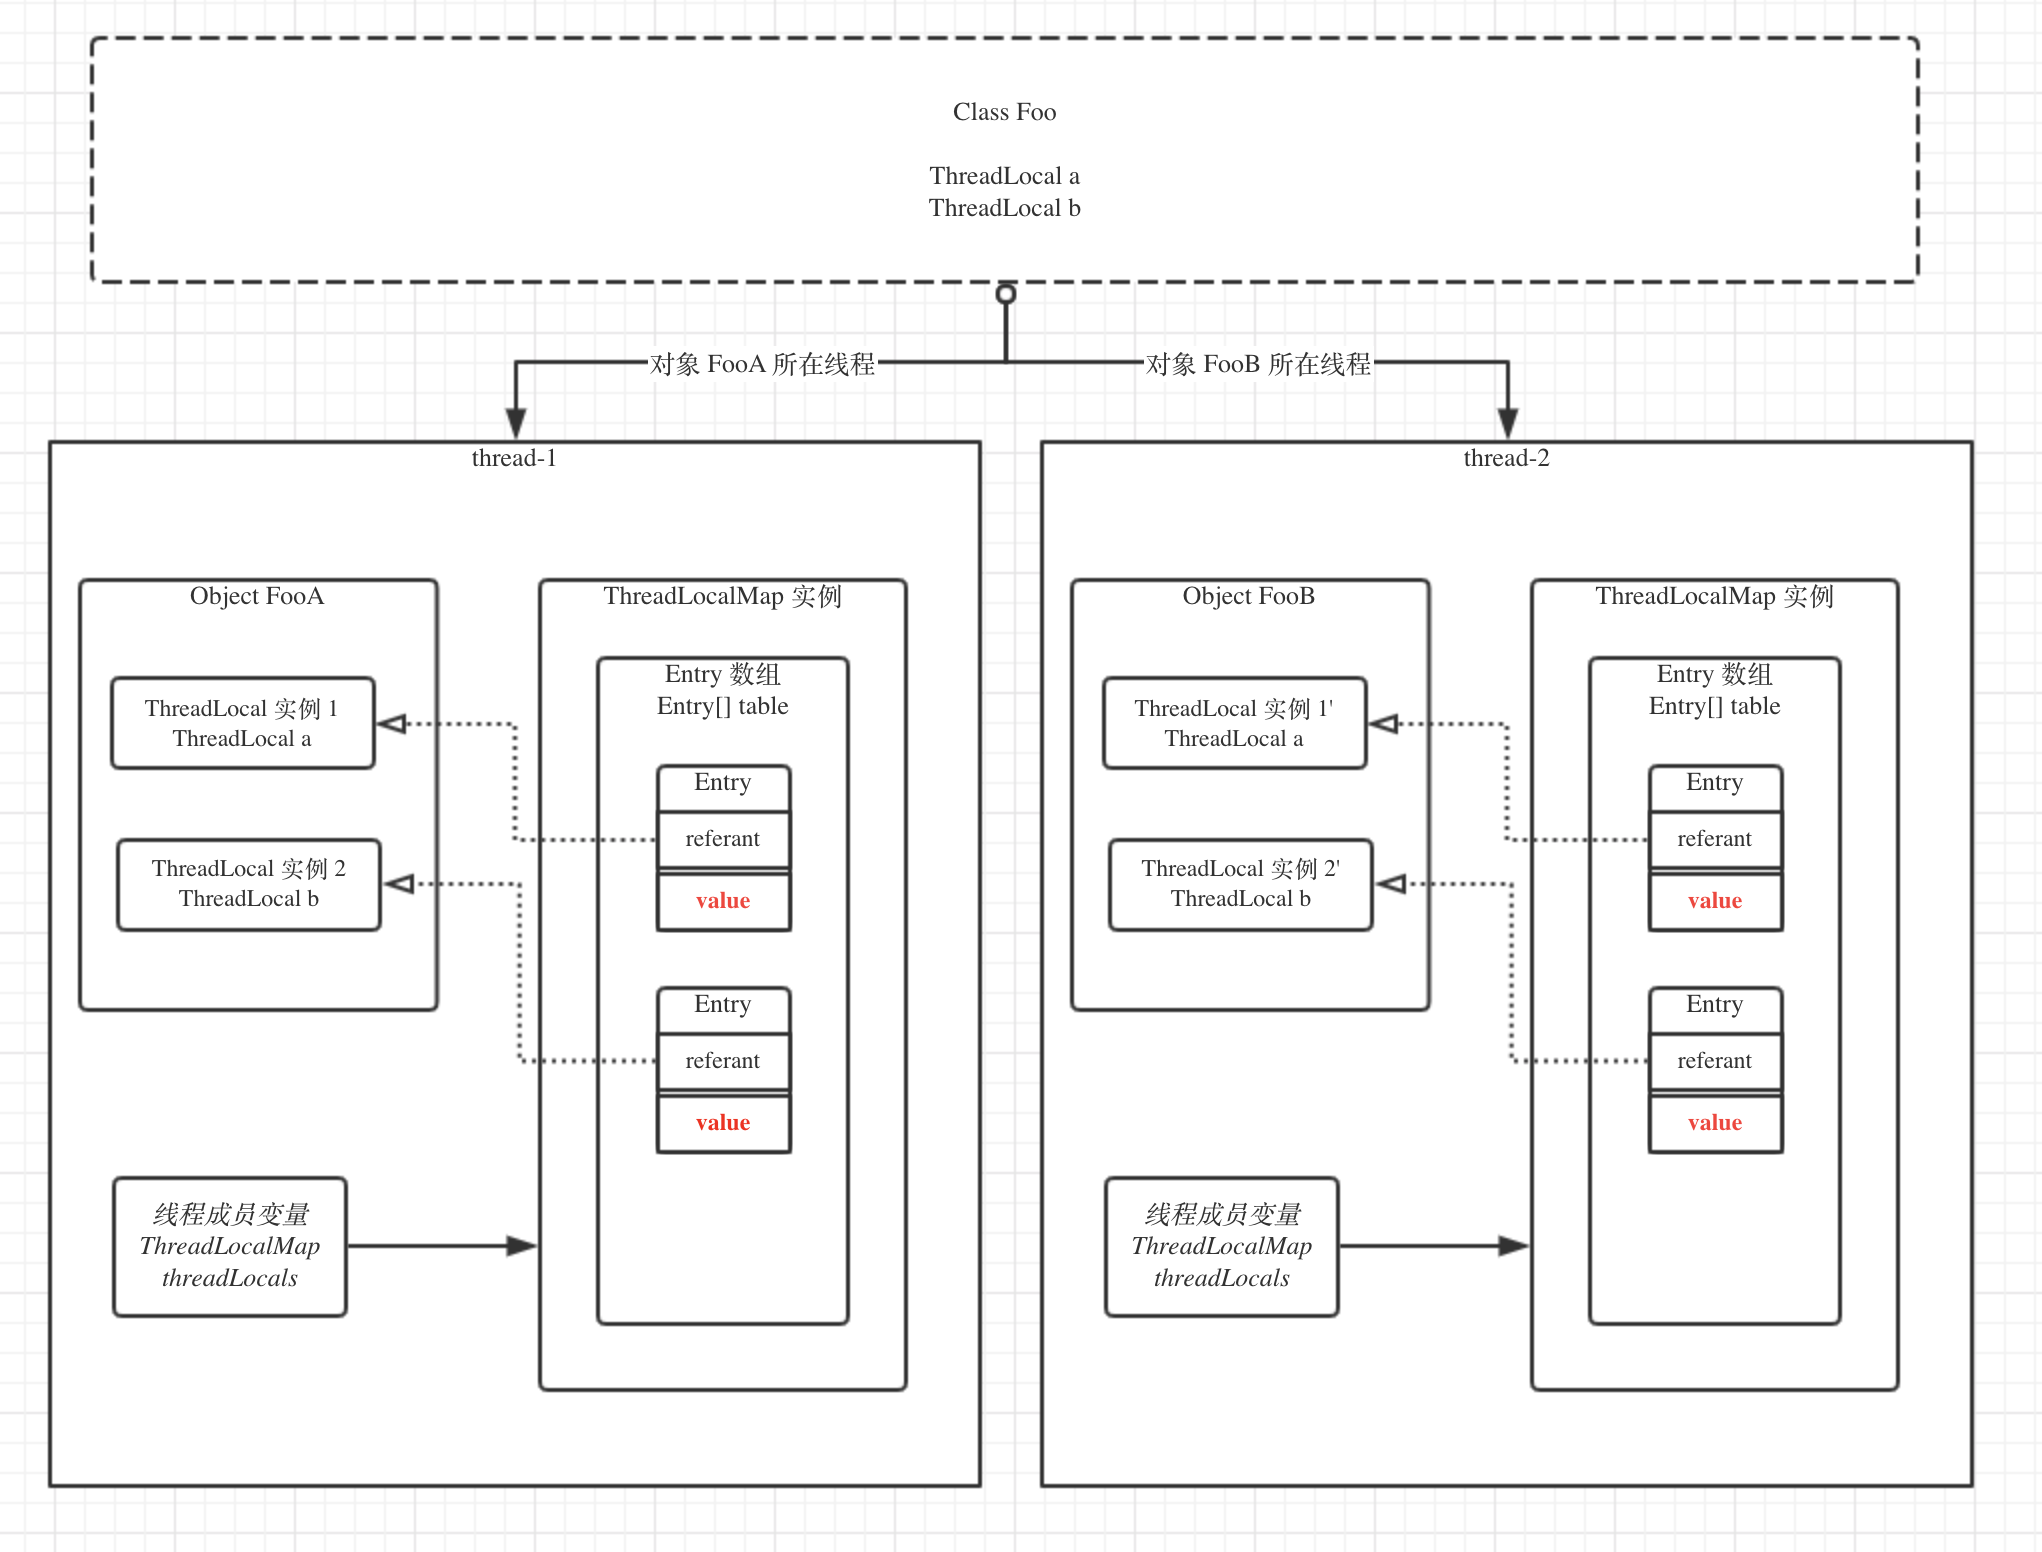 Class Foo
ThreadLocal a
ThreadLocal b
对象 FooA 所在线程
对象 FooB 所在线程
thread-1
Object FooA
ThreadLocal 实例 1
ThreadLocal a
ThreadLocal 实例 2
ThreadLocal b
线程成员变量
ThreadLocalMap
threadLocals
ThreadLocalMap 实例
Entry 数组
Entry[] table
Entry
referant
value
Entry
referant
value
thread-2
Object FooB
ThreadLocal 实例 1'
ThreadLocal a
ThreadLocal 实例 2'
ThreadLocal b
线程成员变量
ThreadLocalMap
threadLocals
ThreadLocalMap 实例
Entry 数组
Entry[] table
Entry
referant
value
Entry
referant
value